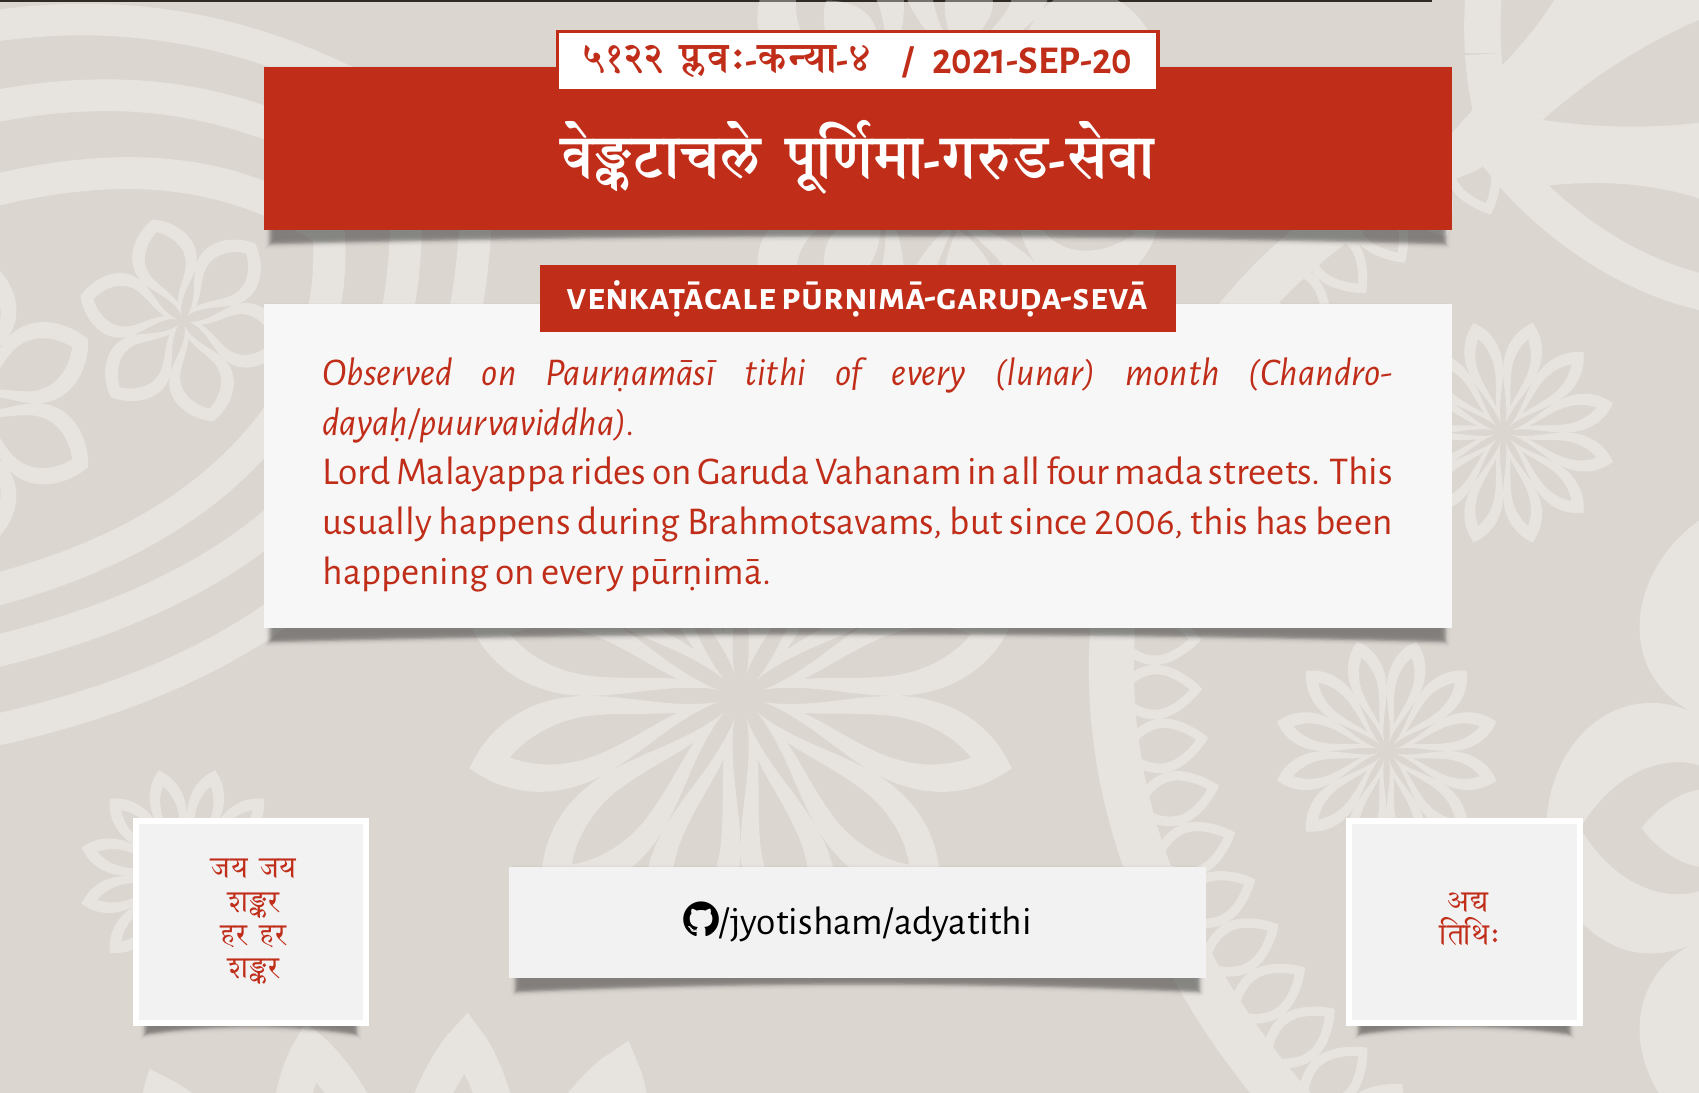 ५१२२ प्लवः-कन्या-४ / 2021-SEP-20
वेङ्कटाचले पूर्णिमा-गरुड-सेवा
VEṄKAṬĀCALE PŪRṆIMĀ-GARUḌA-SEVĀ
Observed on Paurṇamāsī tithi of every (lunar) month (Chandro-
dayaḥ/puurvaviddha).
Lord Malayappa rides on Garuda Vahanam in all four mada streets. This
usually happens during Brahmotsavams, but since 2006, this has been
happening on every pūrṇimā.
जय जय
शङ्कर
हर हर
शङ्कर
/jyotisham/adyatithi
अद्य
तिथिः